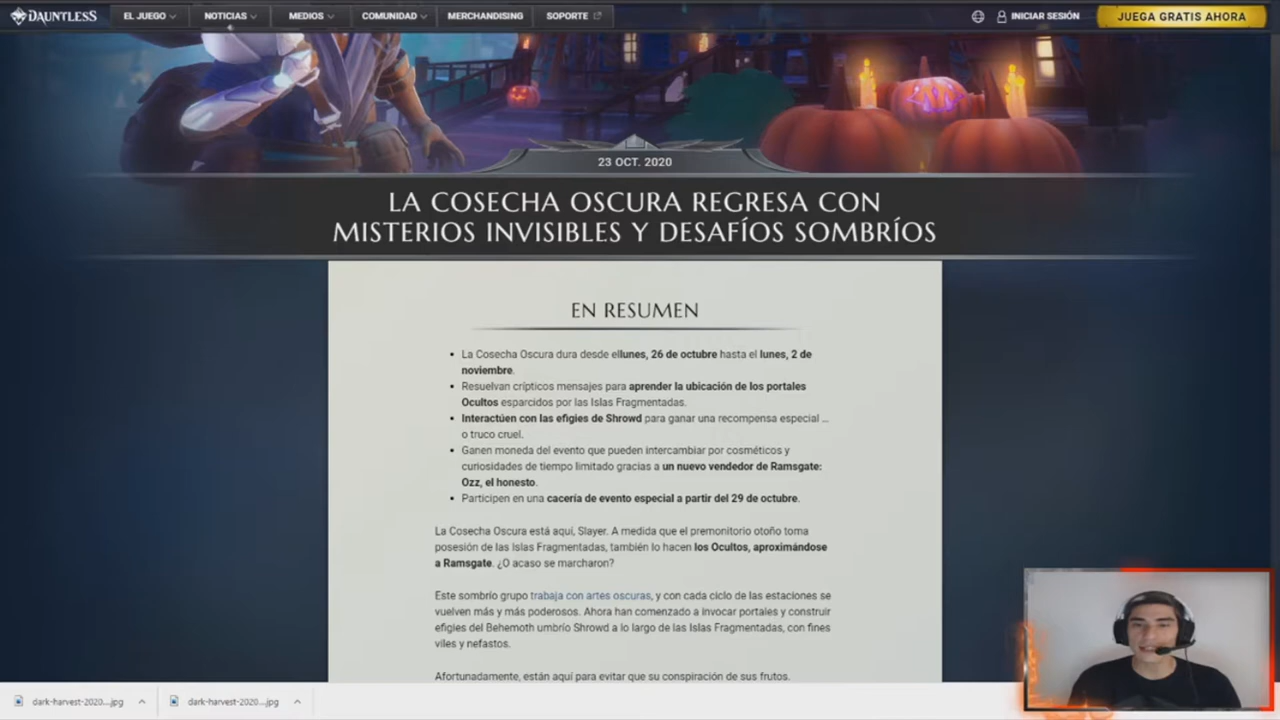 DAUNTLESS
EL JUEGO
NOTICIAS
MEDIOS
COMUNIDAD
MERCHANDISING
SOPORTE
INICIAR SESIÓN
JUEGA GRATIS AHORA
23 OCT. 2020
LA COSECHA OSCURA REGRESA CON
MISTERIOS INVISIBLES Y DESAFÍOS SOMBRÍOS
EN RESUMEN
• La Cosecha Oscura dura desde ellunes, 26 de octubre hasta el lunes, 2 de
noviembre.
• Resuelvan crípticos mensajes para aprender la ubicación de los portales
Ocultos esparcidos por las Islas Fragmentadas.
• Interactúen con las efigies de Shrowd para ganar una recompensa especial ...
o truco cruel.
• Ganen moneda del evento que pueden intercambiar por cosméticos y
curiosidades de tiempo limitado gracias a un nuevo vendedor de Ramsgate:
Ozz, el honesto.
• Participen en una cacería de evento especial a partir del 29 de octubre.
La Cosecha Oscura está aquí, Slayer. A medida que el premonitorio otoño toma
posesión de las Islas Fragmentadas, también lo hacen los Ocultos, aproximándose
a Ramsgate. ¿O acaso se marcharon?
Este sombrío grupo trabaja con artes oscuras, y con cada ciclo de las estaciones se
vuelven más y más poderosos. Ahora han comenzado a invocar portales y construir
efigies del Behemoth umbrío Shrowd a lo largo de las Islas Fragmentadas, con fines
viles y nefastos.
Afortunadamente, están aquí para evitar que su conspiración de sus frutos.
dark-harvest-2020....jpg
dark-harvest-2020....jpg